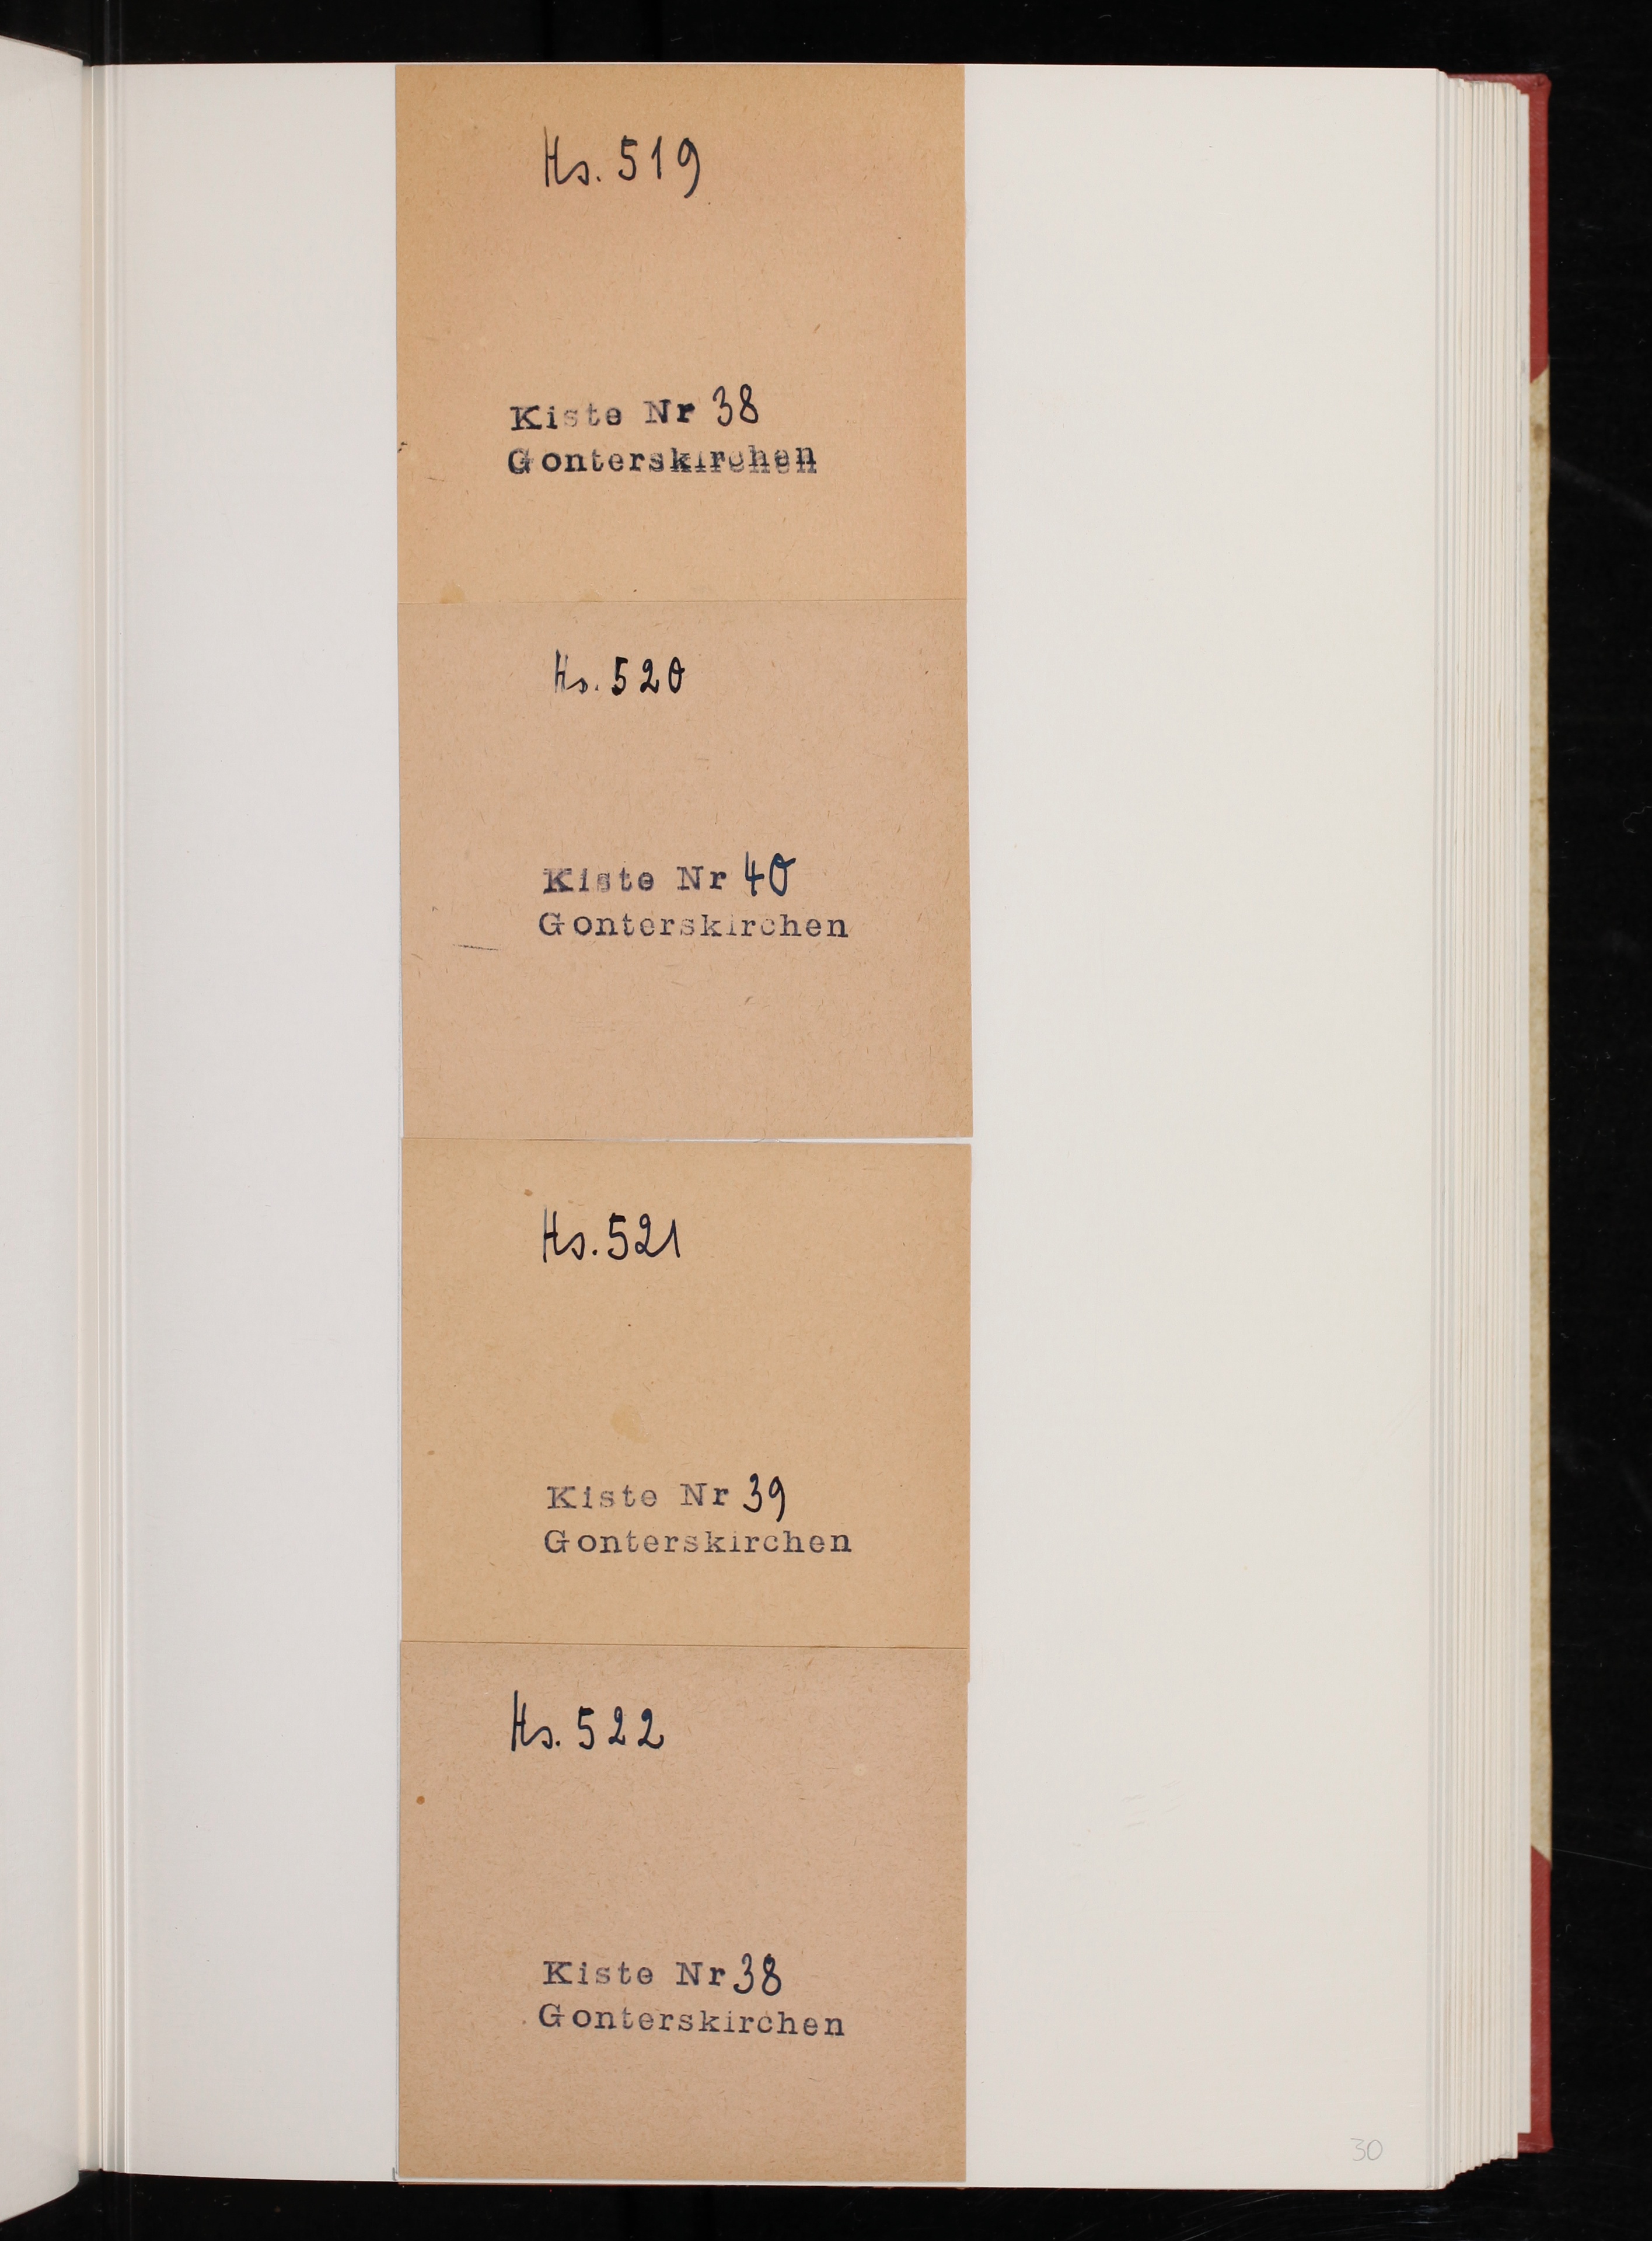 Hs. 519
Kiste Nr 38
Gonterskirchen
Hs. 520
Kiste Nr 40
Gonterskirchen
Hs. 521
Kiste Nr 39
Gonterskirchen
Hs. 522
Kiste Nr 38
Gonterskirchen
30